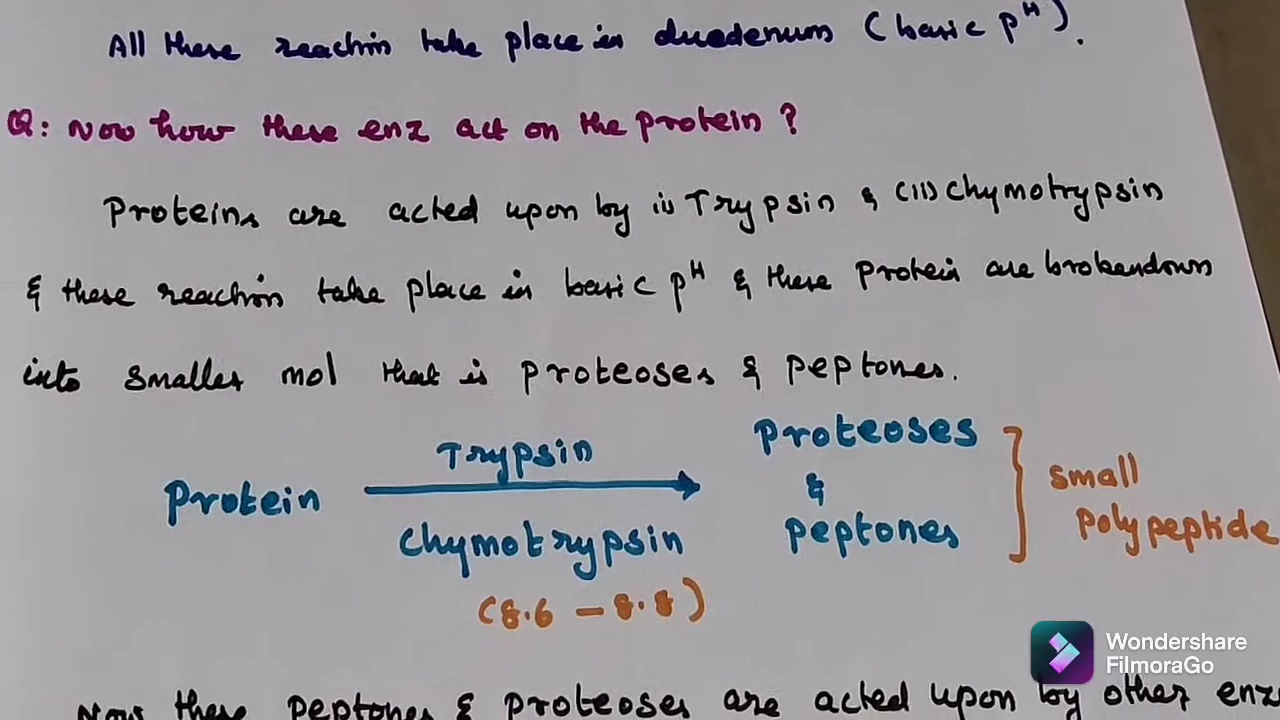 All these reaction take place in duodenum (basic pH).
Q: Now how these enz act on the protein?
Proteins are acted upon by (i) Trypsin & (ii) Chymotrypsin
& these reaction take place in basic pH & these protein are brokendown
into smaller mol that is proteoses & peptones.
Protein
Trypsin
Chymotrypsin
(8.6 - 8.8)
Proteoses
&
peptones
small
polypeptide
Now these peptones & proteoses are acted upon by other enz
Wondershare
FilmoraGo